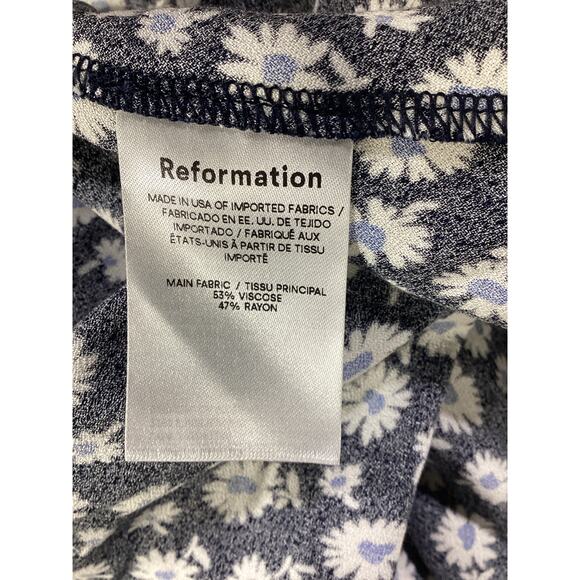 Reformation
MADE IN USA OF IMPORTED FABRICS /
FABRICADO EN EE. UU. DE TEJIDO
IMPORTADO / FABRIQUÉ AUX
ÉTATS-UNIS À PARTIR DE TISSU
IMPORTÉ
MAIN FABRIC / TISSU PRINCIPAL
53% VISCOSE
47% RAYON